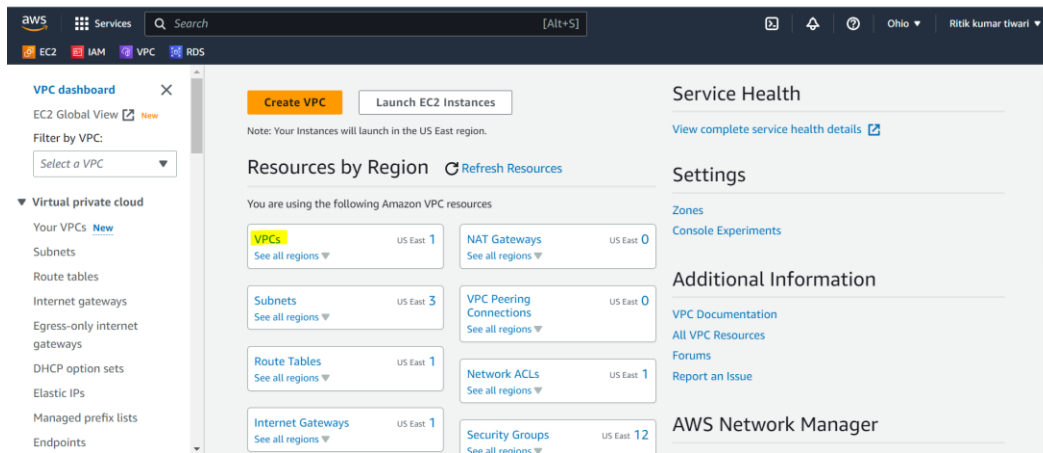 aws
Services
Search
[Alt+S]
Ohio
Ritik kumar tiwari
EC2
IAM
VPC
RDS
VPC dashboard
EC2 Global View New
Filter by VPC:
Select a VPC
Virtual private cloud
Your VPCs New
Subnets
Route tables
Internet gateways
Egress-only internet
gateways
DHCP option sets
Elastic IPs
Managed prefix lists
Endpoints
Create VPC
Launch EC2 Instances
Note: Your Instances will launch in the US East region.
Resources by Region
Refresh Resources
You are using the following Amazon VPC resources
VPCs US East 1
See all regions
NAT Gateways US East 0
See all regions
Subnets US East 3
See all regions
VPC Peering US East 0
Connections
See all regions
Route Tables US East 1
See all regions
Network ACLs US East 1
See all regions
Internet Gateways US East 1
See all regions
Security Groups US East 12
See all regions
Service Health
View complete service health details
Settings
Zones
Console Experiments
Additional Information
VPC Documentation
All VPC Resources
Forums
Report an Issue
AWS Network Manager